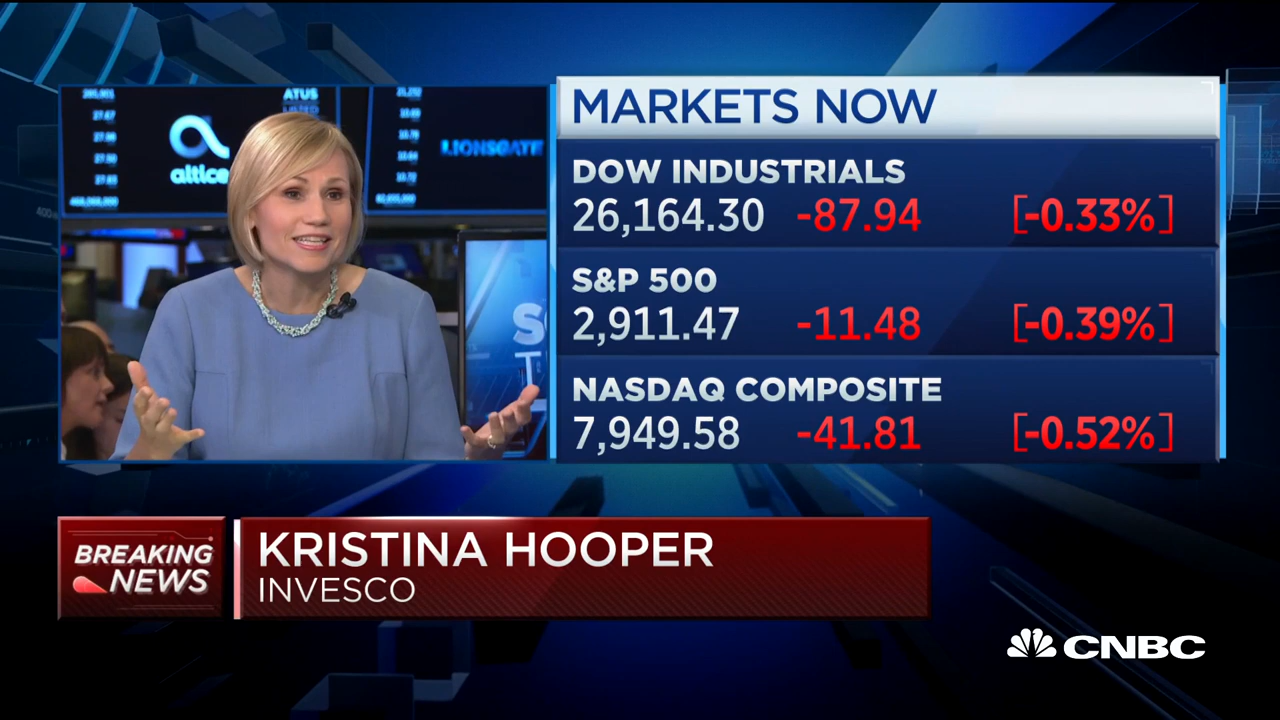 MARKETS NOW
DOW INDUSTRIALS
26,164.30 -87.94 [-0.33%]
S&P 500
2,911.47 -11.48 [-0.39%]
NASDAQ COMPOSITE
7,949.58 -41.81 [-0.52%]
ATUS
altice
LIONSGATE
BREAKING
NEWS
KRISTINA HOOPER
INVESCO
CNBC